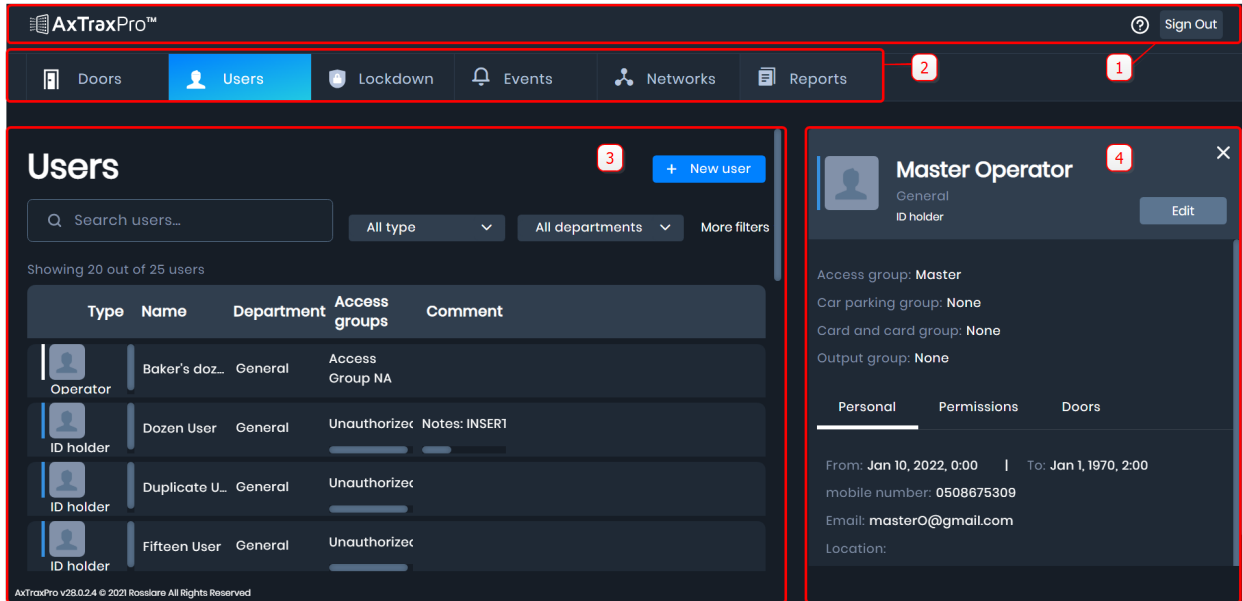 AxTraxPro™
Sign Out
1
Doors
Users
Lockdown
Events
Networks
Reports
2
Users
3
+ New user
Search users...
All type
All departments
More filters
Showing 20 out of 25 users
Type Name Department Access groups Comment
Operator Baker's doz... General Access Group NA
ID holder Dozen User General Unauthorized Notes: INSERT
ID holder Duplicate U... General Unauthorized
ID holder Fifteen User General Unauthorized
AxTraxPro v28.0.2.4 © 2021 Rosslare All Rights Reserved
4
Master Operator
General
ID holder
Edit
Access group: Master
Car parking group: None
Card and card group: None
Output group: None
Personal
Permissions
Doors
From: Jan 10, 2022, 0:00 | To: Jan 1, 1970, 2:00
mobile number: 0508675309
Email: masterO@gmail.com
Location: